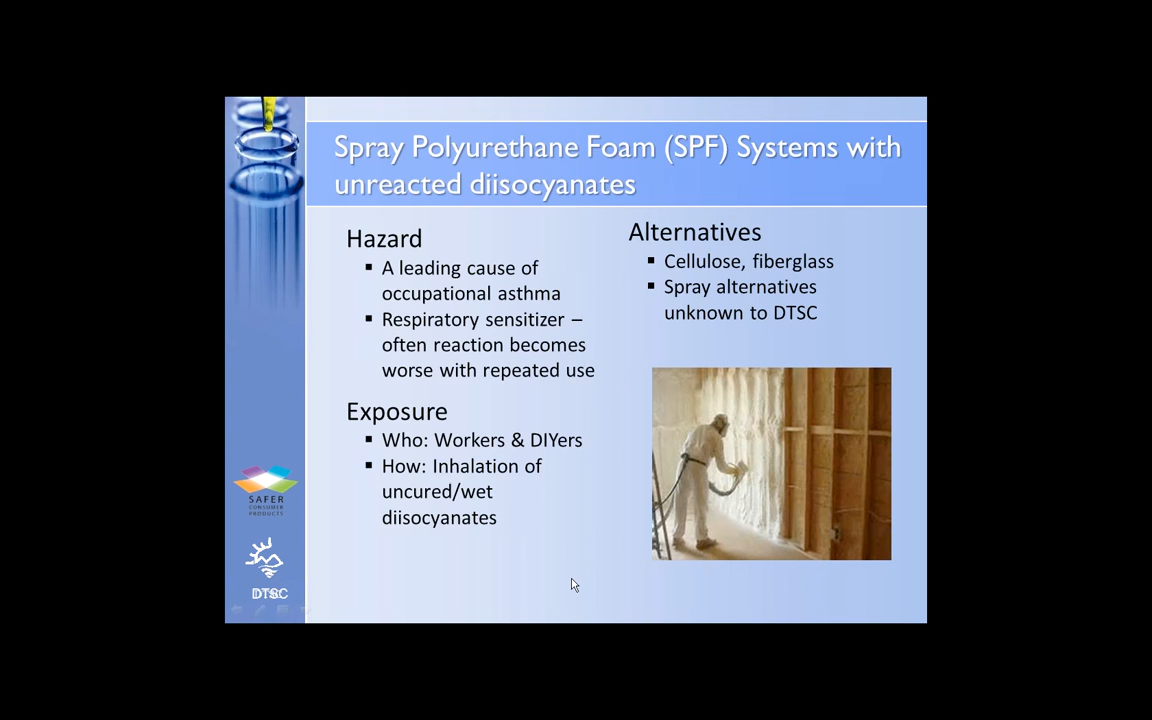 Spray Polyurethane Foam (SPF) Systems with
unreacted diisocyanates
Hazard
▪ A leading cause of
occupational asthma
▪ Respiratory sensitizer –
often reaction becomes
worse with repeated use
Exposure
▪ Who: Workers & DIYers
▪ How: Inhalation of
uncured/wet
diisocyanates
Alternatives
▪ Cellulose, fiberglass
▪ Spray alternatives
unknown to DTSC
SAFER
CONSUMER
PRODUCTS
DTSC